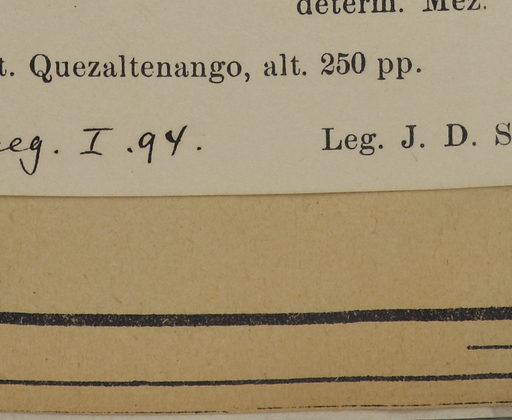 determ. Mez.
t. Quezaltenango, alt. 250 pp.
eg. I .94. Leg. J. D. S